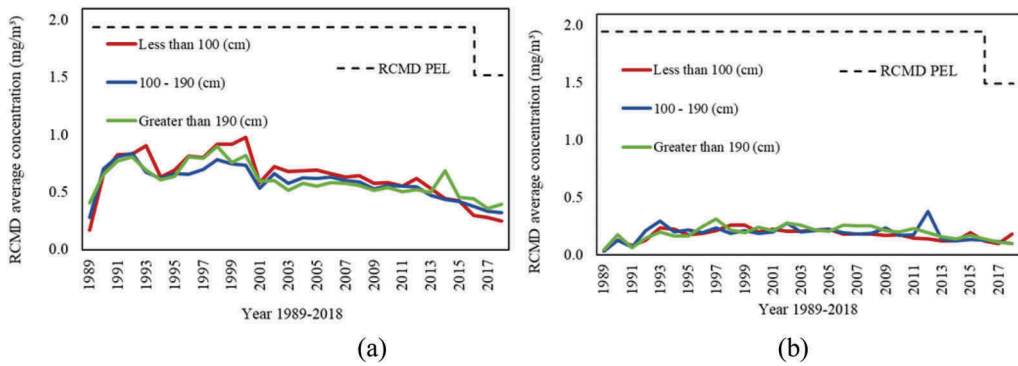 RCMD average concentration (mg/m³)
2.0
1.5
1.0
0.5
0.0
Less than 100 (cm)
100 - 190 (cm)
Greater than 190 (cm)
RCMD PEL
1989
1991
1993
1995
1997
1999
2001
2003
2005
2007
2009
2011
2013
2015
2017
Year 1989-2018
(a)
RCMD average concentration (mg/m³)
2.0
1.5
1.0
0.5
0.0
Less than 100 (cm)
100 - 190 (cm)
Greater than 190 (cm)
RCMD PEL
1989
1991
1993
1995
1997
1999
2001
2003
2005
2007
2009
2011
2013
2015
2017
Year 1989-2018
(b)